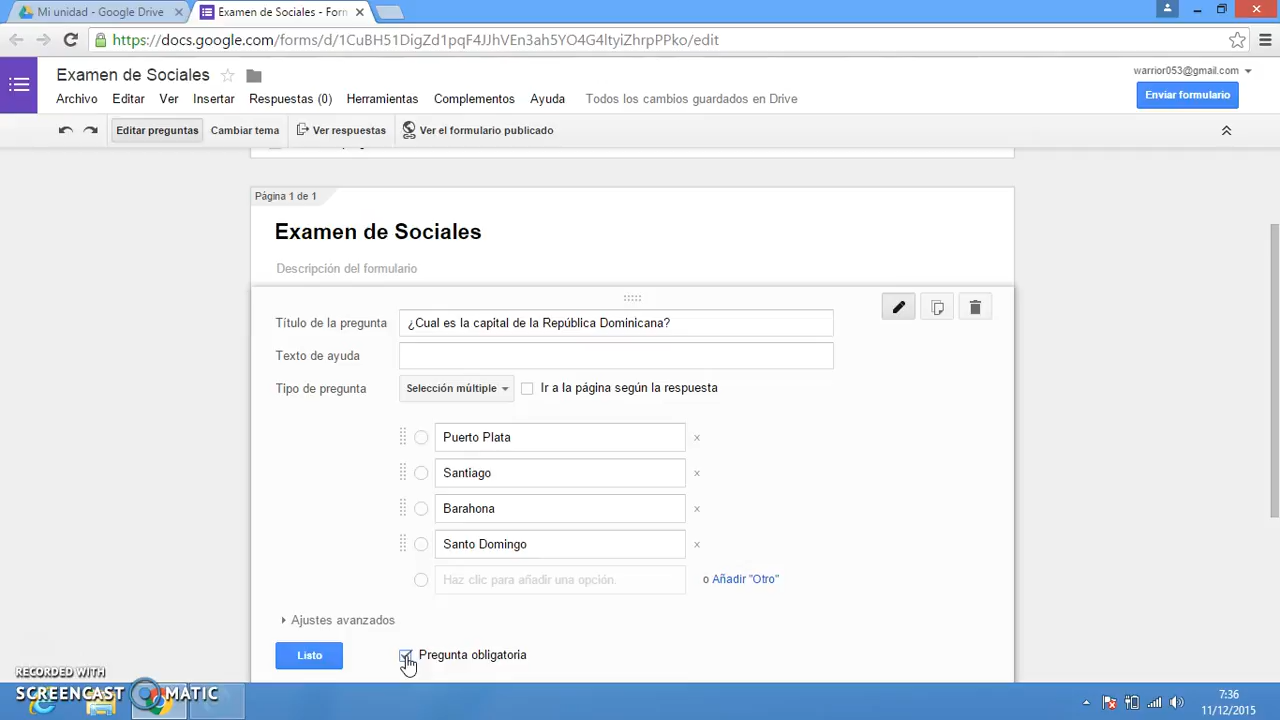 Mi unidad - Google Drive
Examen de Sociales - Forn
https://docs.google.com/forms/d/1CuBH51DigZd1pqF4JJhVEn3ah5YO4G4ltyiZhrpPPko/edit
Examen de Sociales
warrior053@gmail.com
Archivo Editar Ver Insertar Respuestas (0) Herramientas Complementos Ayuda Todos los cambios guardados en Drive
Enviar formulario
Editar preguntas Cambiar tema Ver respuestas Ver el formulario publicado
Página 1 de 1
Examen de Sociales
Descripción del formulario
Título de la pregunta ¿Cual es la capital de la República Dominicana?
Texto de ayuda
Tipo de pregunta Selección múltiple Ir a la página según la respuesta
Puerto Plata
Santiago
Barahona
Santo Domingo
Haz clic para añadir una opción. o Añadir "Otro"
Ajustes avanzados
Listo Pregunta obligatoria
RECORDED WITH
SCREENCAST MATIC
7:36
11/12/2015